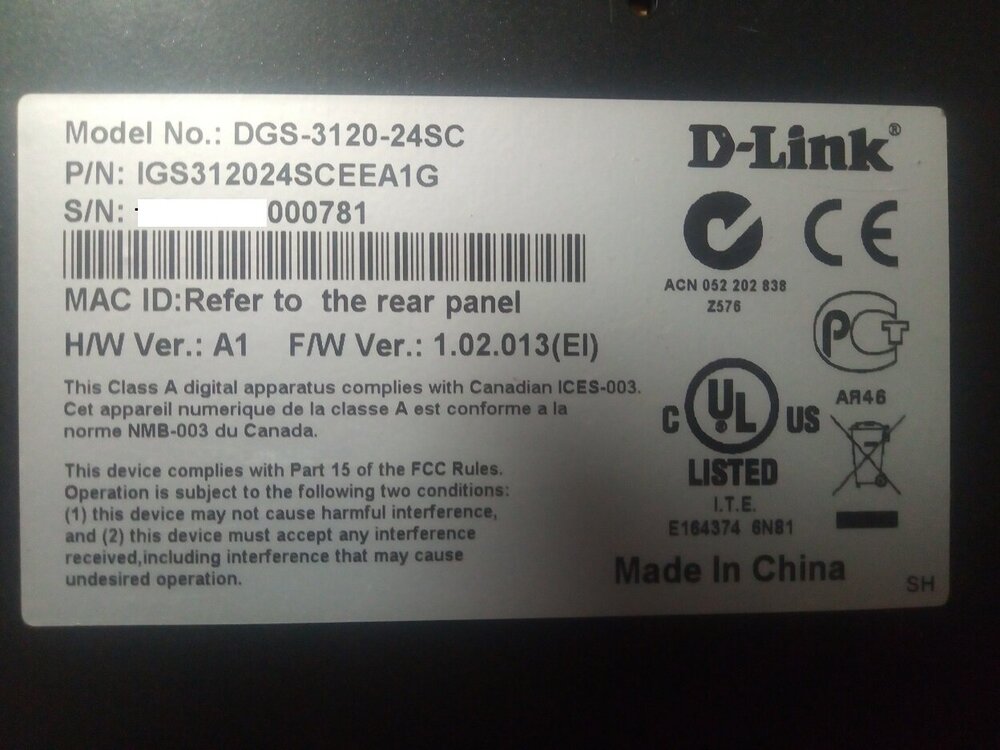 Model No.: DGS-3120-24SC
P/N: IGS312024SCEEA1G
S/N: 000781
MAC ID:Refer to the rear panel
H/W Ver.: A1 F/W Ver.: 1.02.013(EI)
This Class A digital apparatus complies with Canadian ICES-003.
Cet appareil numerique de la classe A est conforme a la
norme NMB-003 du Canada.
This device complies with Part 15 of the FCC Rules.
Operation is subject to the following two conditions:
(1) this device may not cause harmful interference,
and (2) this device must accept any interference
received,including interference that may cause
undesired operation.
D-Link®
CE
ACN 052 202 838
Z576
РСТ
АЯ46
C UL US
LISTED
I.T.E.
E164374 6N81
Made In China
SH